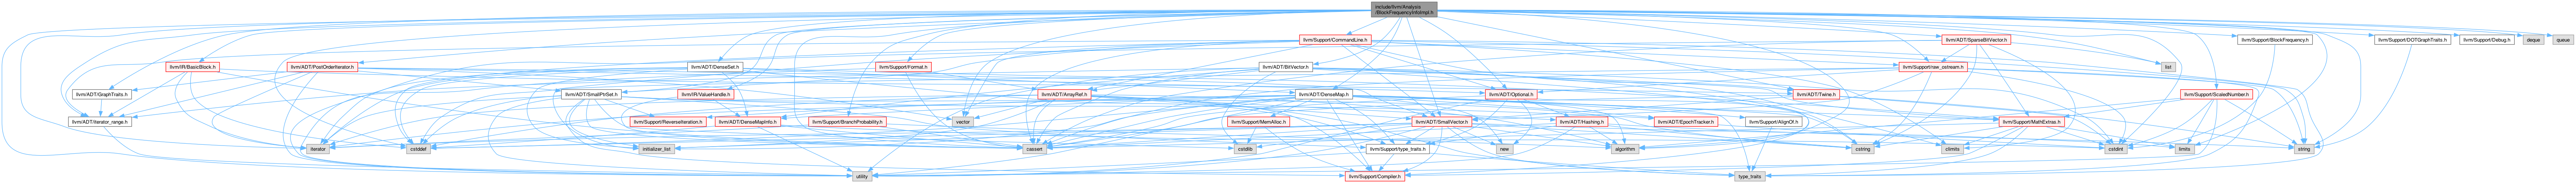 include/llvm/Analysis
/BlockFrequencyInfoImpl.h
llvm/Support/CommandLine.h
llvm/ADT/SparseBitVector.h
llvm/Support/BlockFrequency.h
llvm/Support/DOTGraphTraits.h
llvm/Support/Debug.h
deque
queue
llvm/IR/BasicBlock.h
llvm/ADT/PostOrderIterator.h
llvm/ADT/DenseSet.h
llvm/Support/Format.h
llvm/ADT/BitVector.h
llvm/Support/raw_ostream.h
list
llvm/ADT/GraphTraits.h
llvm/ADT/SmallPtrSet.h
llvm/IR/ValueHandle.h
llvm/ADT/ArrayRef.h
llvm/ADT/DenseMap.h
llvm/ADT/Optional.h
llvm/ADT/Twine.h
llvm/Support/ScaledNumber.h
llvm/ADT/iterator_range.h
llvm/Support/ReverseIteration.h
llvm/ADT/DenseMapInfo.h
llvm/Support/BranchProbability.h
vector
llvm/Support/MemAlloc.h
llvm/ADT/SmallVector.h
llvm/ADT/Hashing.h
llvm/ADT/EpochTracker.h
llvm/Support/AlignOf.h
llvm/Support/MathExtras.h
iterator
cstddef
initializer_list
cassert
cstdlib
llvm/Support/type_traits.h
new
algorithm
cstring
climits
cstdint
limits
string
utility
llvm/Support/Compiler.h
type_traits